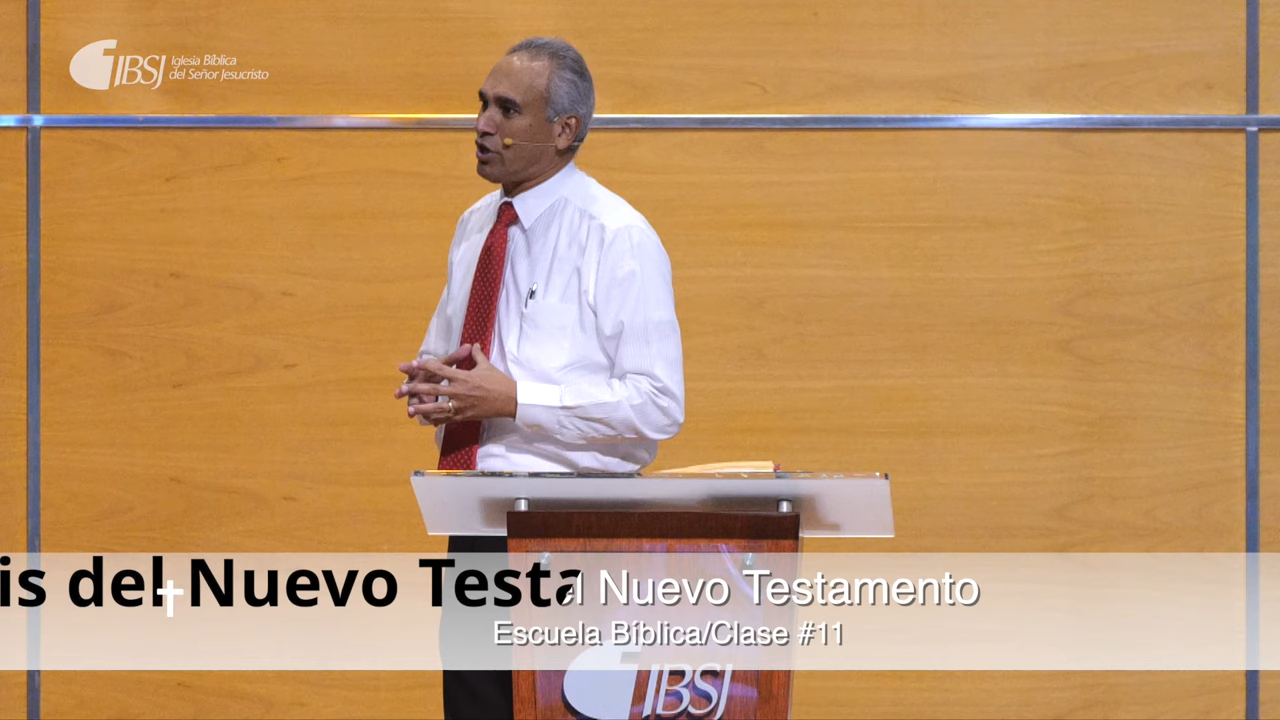 IBSJ Iglesia Bíblica
del Señor Jesucristo
is del Nuevo Testa
l Nuevo Testamento
Escuela Bíblica/Clase #11
IBSJ